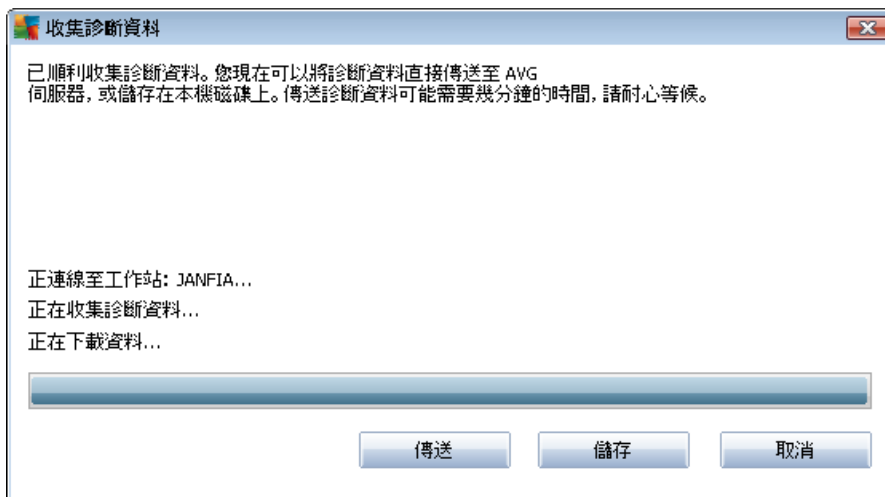 收集診斷資料
已順利收集診斷資料。您現在可以將診斷資料直接傳送至 AVG
伺服器, 或儲存在本機磁碟上。傳送診斷資料可能需要幾分鐘的時間, 請耐心等候。
正連線至工作站: JANFIA...
正在收集診斷資料...
正在下載資料...
傳送 儲存 取消